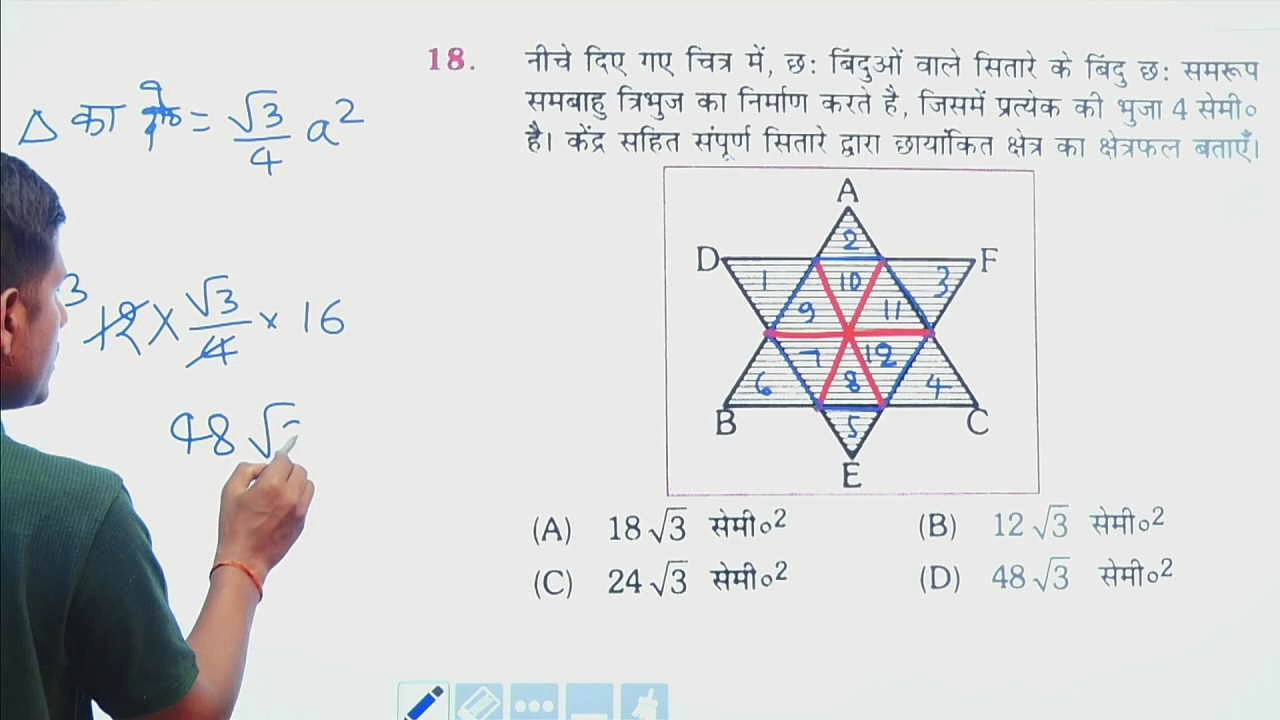 18. नीचे दिए गए चित्र में, छः बिंदुओं वाले सितारे के बिंदु छः समरूप
समबाहु त्रिभुज का निर्माण करते है, जिसमें प्रत्येक की भुजा 4 सेमी०
है। केंद्र सहित संपूर्ण सितारे द्वारा छायांकित क्षेत्र का क्षेत्रफल बताएँ।
Δ का = √3/4 a²
3
12 × √3/4 × 16
48 √
A
D F
2
1 10 3
9 11
7 12
6 8 4
B 5 C
E
(A) 18√3 सेमी०² (B) 12√3 सेमी०²
(C) 24√3 सेमी०² (D) 48√3 सेमी०²